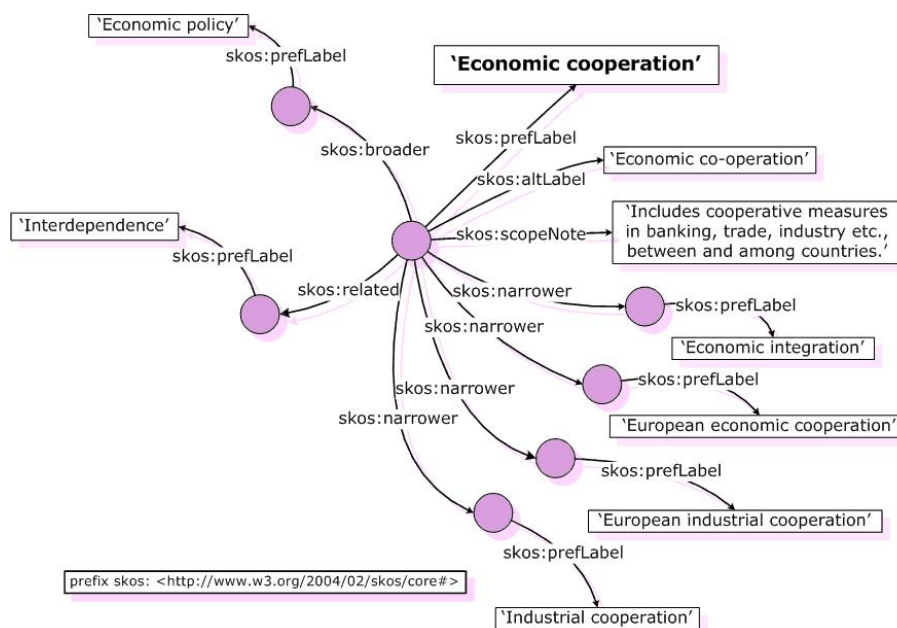 ‘Economic policy’
skos:prefLabel
‘Economic cooperation’
skos:broader
skos:prefLabel
‘Economic co-operation’
skos:altLabel
‘Interdependence’
‘Includes cooperative measures
in banking, trade, industry etc.,
between and among countries.’
skos:scopeNote
skos:prefLabel
skos:related
skos:narrower
skos:prefLabel
skos:narrower
‘Economic integration’
skos:prefLabel
skos:narrower
skos:narrower
‘European economic cooperation’
skos:prefLabel
‘European industrial cooperation’
skos:prefLabel
prefix skos: <http://www.w3.org/2004/02/skos/core#>
‘Industrial cooperation’